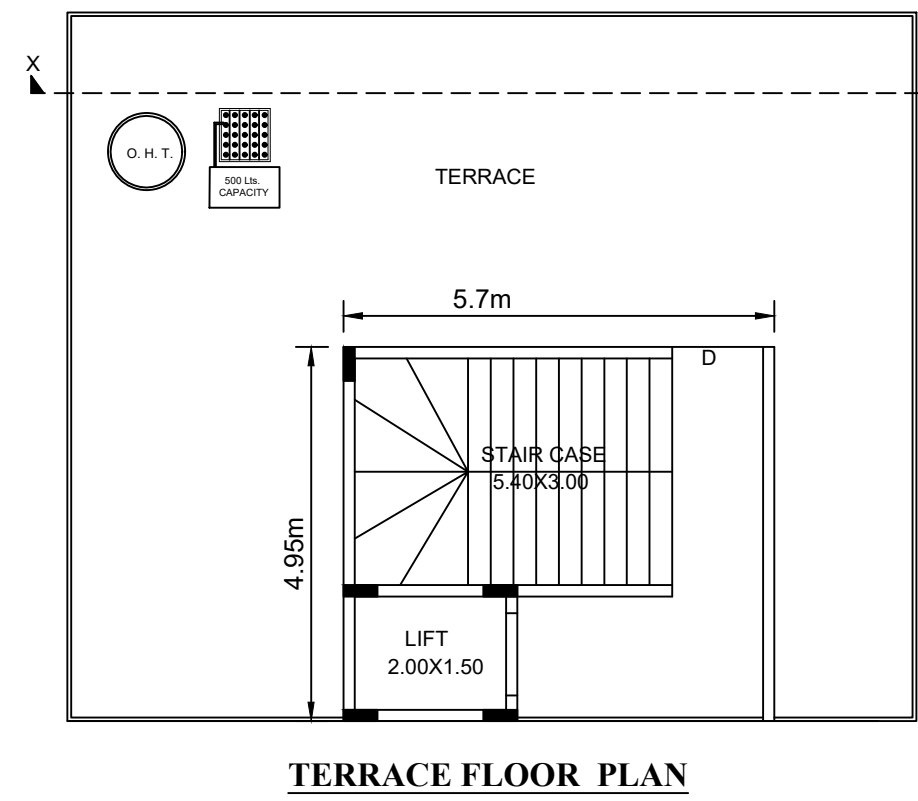 X
O. H. T.
500 Lts.
CAPACITY
TERRACE
5.7m
D
STAIR CASE
5.40X3.00
4.95m
LIFT
2.00X1.50
TERRACE FLOOR PLAN